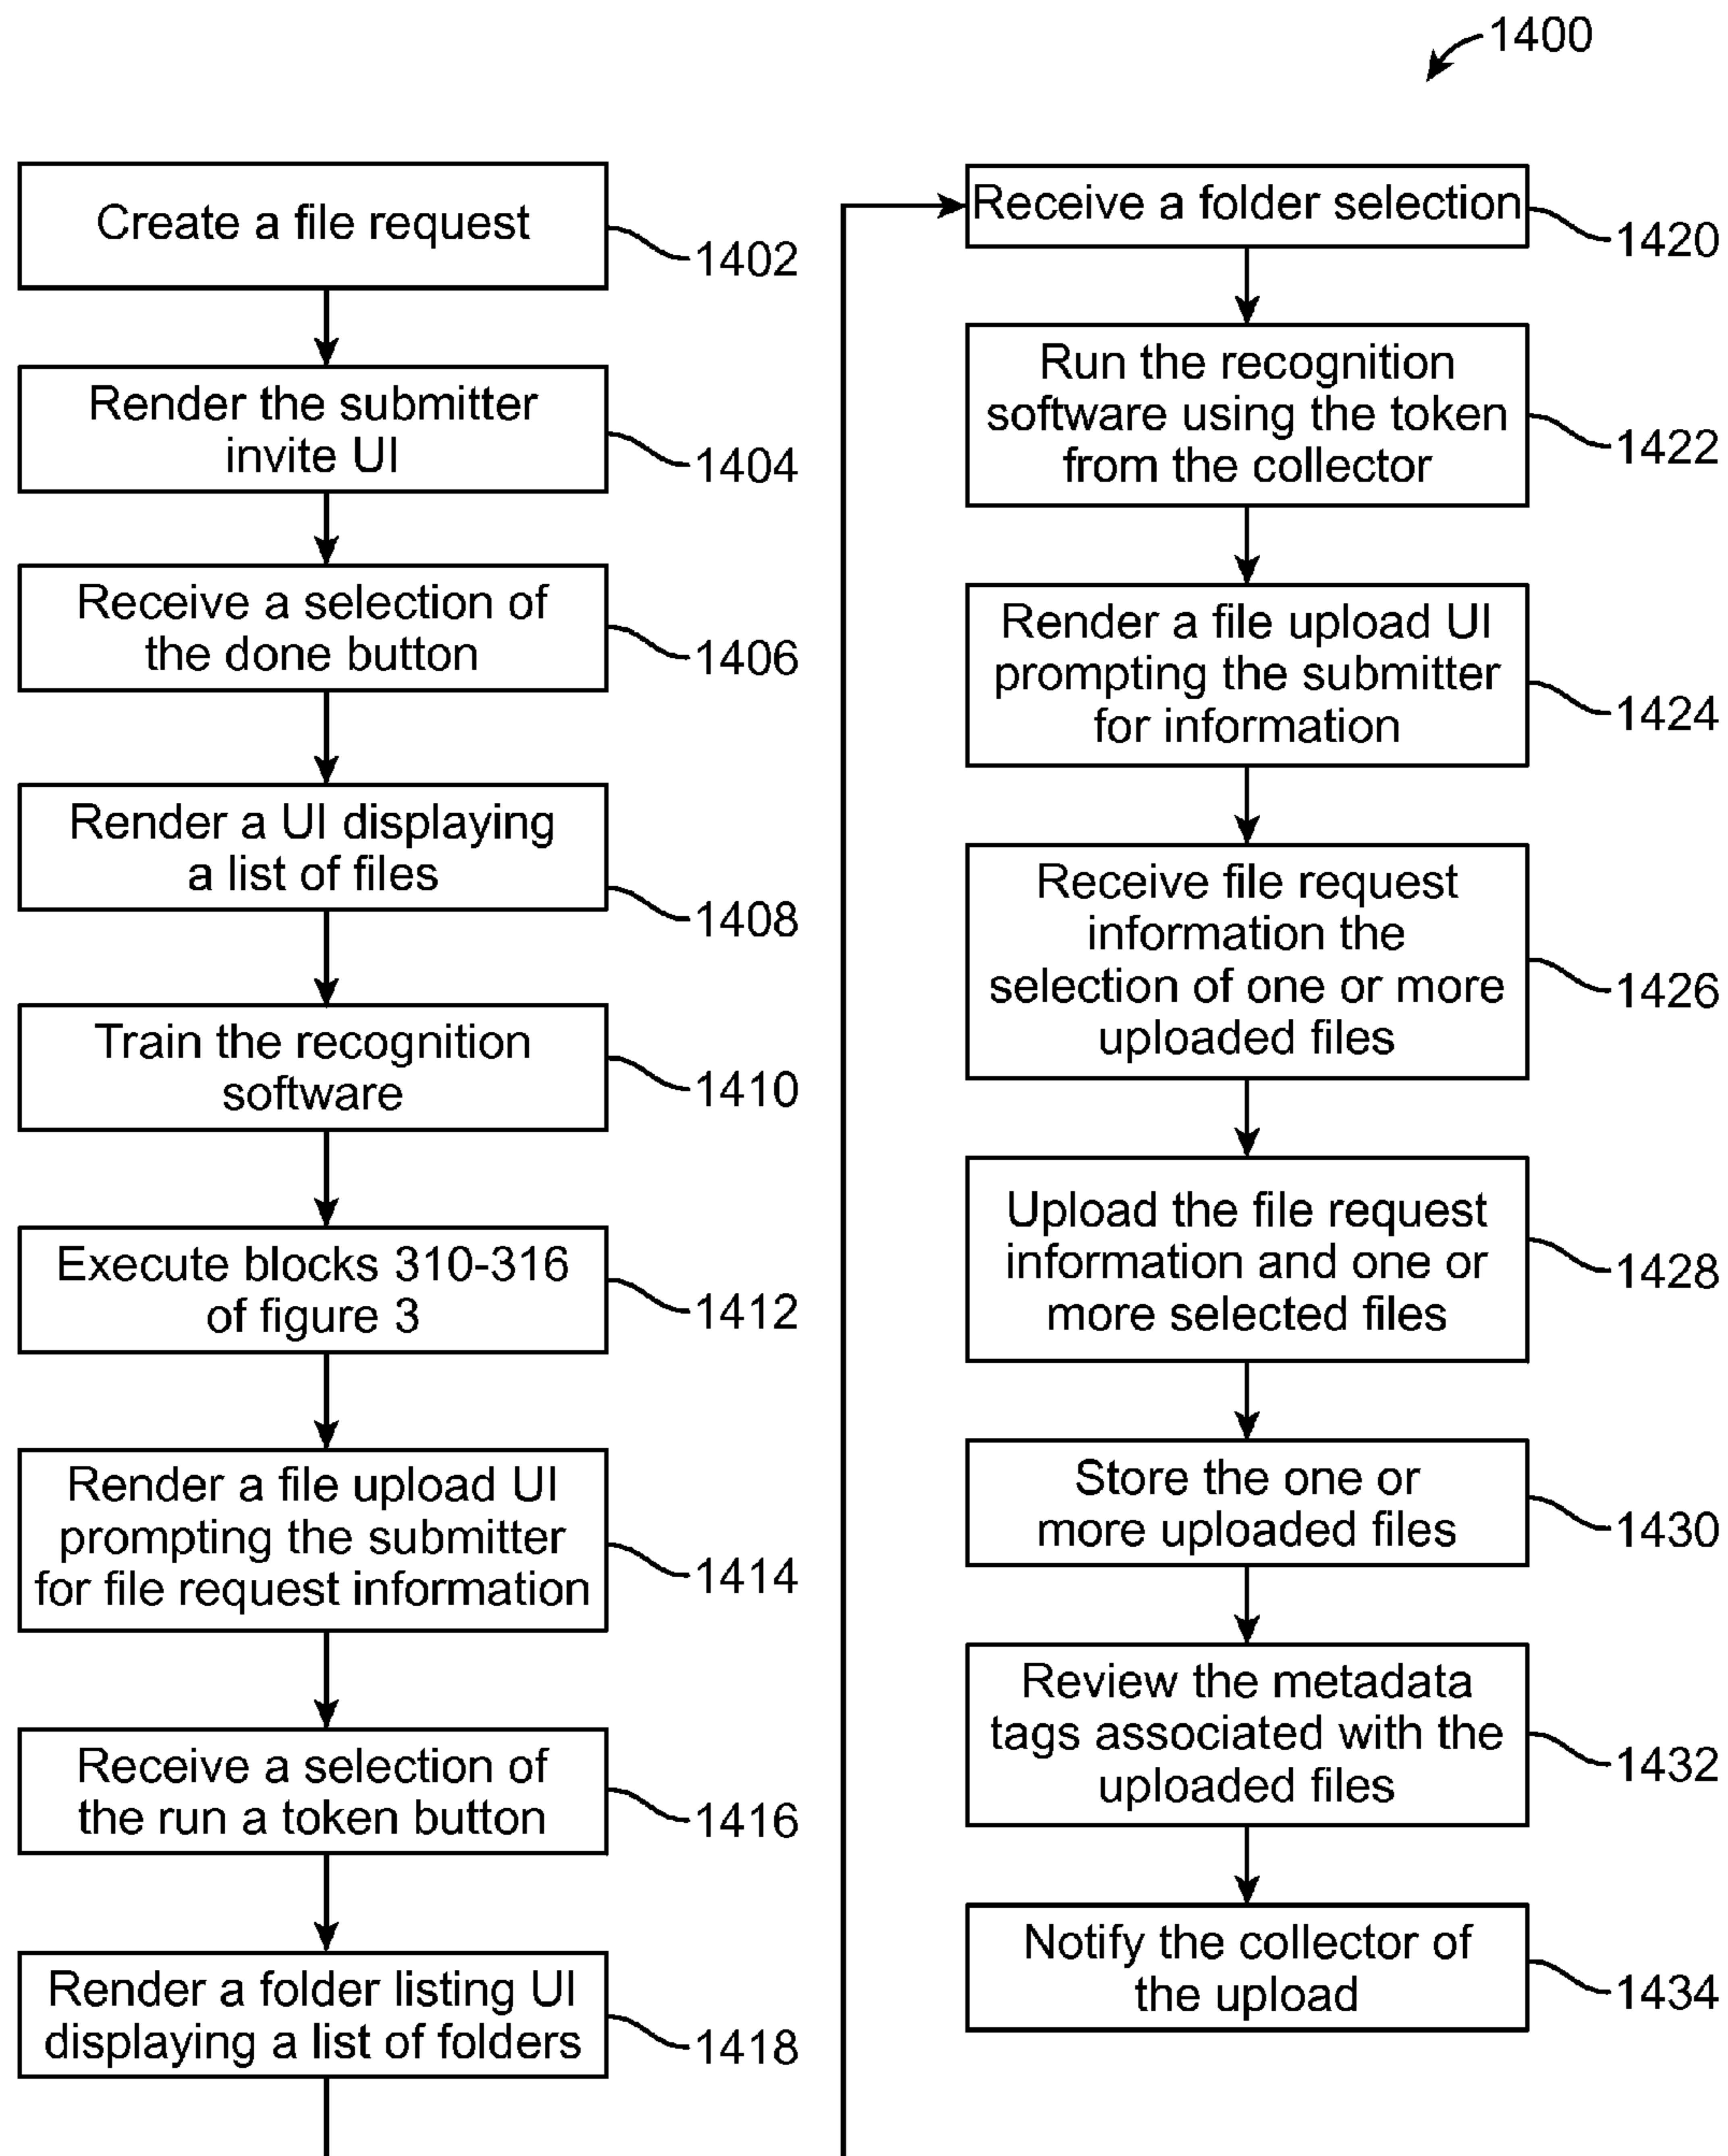 1400
Create a file request
1402
Render the submitter
invite UI
1404
Receive a selection of
the done button
1406
Render a UI displaying
a list of files
1408
Train the recognition
software
1410
Execute blocks 310-316
of figure 3
1412
Render a file upload UI
prompting the submitter
for file request information
1414
Receive a selection of
the run a token button
1416
Render a folder listing UI
displaying a list of folders
1418
Receive a folder selection
1420
Run the recognition
software using the token
from the collector
1422
Render a file upload UI
prompting the submitter
for information
1424
Receive file request
information the
selection of one or more
uploaded files
1426
Upload the file request
information and one or
more selected files
1428
Store the one or
more uploaded files
1430
Review the metadata
tags associated with the
uploaded files
1432
Notify the collector of
the upload
1434